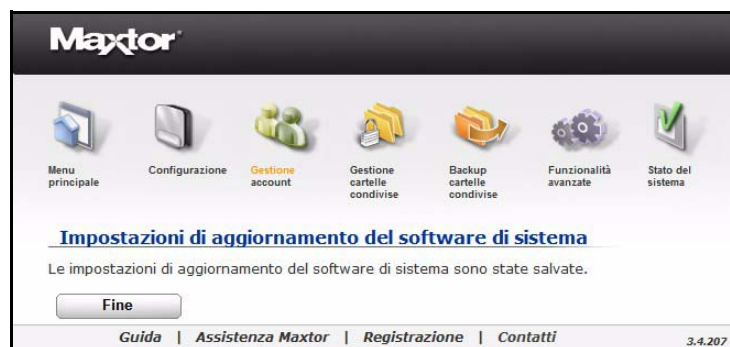 Maxtor
Menu principale
Configurazione
Gestione account
Gestione cartelle condivise
Backup cartelle condivise
Funzionalità avanzate
Stato del sistema
Impostazioni di aggiornamento del software di sistema
Le impostazioni di aggiornamento del software di sistema sono state salvate.
Fine
Guida | Assistenza Maxtor | Registrazione | Contatti 3.4.207